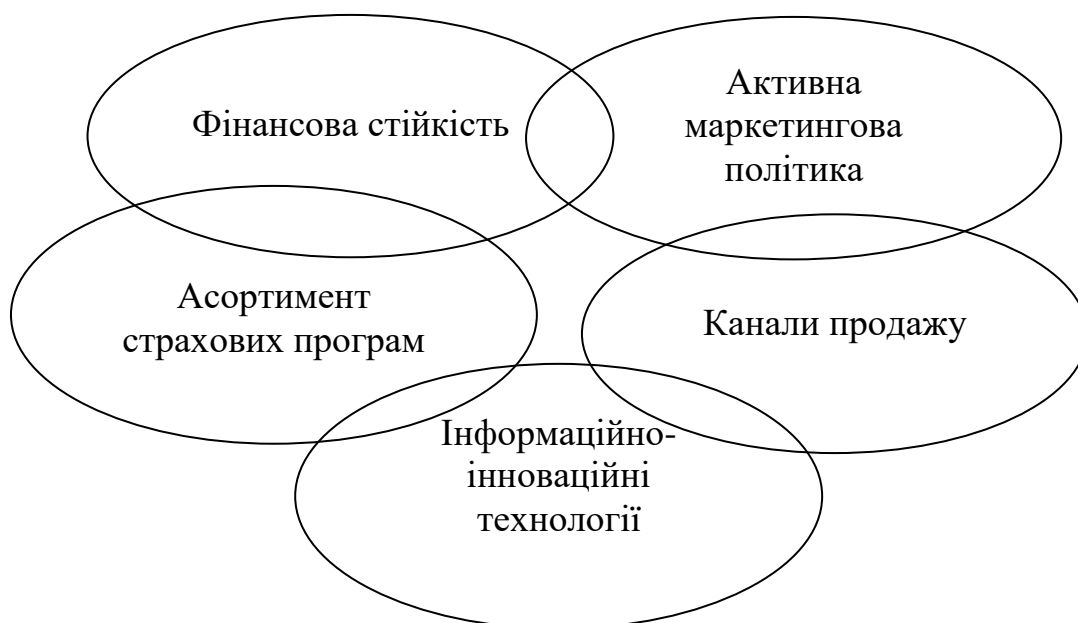 Фінансова стійкість
Активна
маркетингова
політика
Асортимент
страхових програм
Канали продажу
Інформаційно-
інноваційні
технології